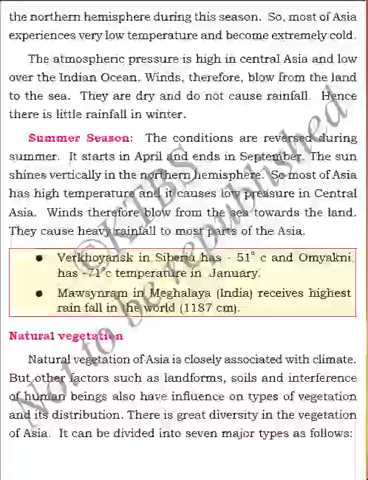 the northern hemisphere during this season. So, most of Asia
experiences very low temperature and become extremely cold.
The atmospheric pressure is high in central Asia and low
over the Indian Ocean. Winds, therefore, blow from the land
to the sea. They are dry and do not cause rainfall. Hence
there is little rainfall in winter.
Summer Season: The conditions are reversed during
summer. It starts in April and ends in September. The sun
shines vertically in the northern hemisphere. So most of Asia
has high temperature and it causes low pressure in Central
Asia. Winds therefore blow from the sea towards the land.
They cause heavy rainfall to most parts of the Asia.
• Verkhoyansk in Siberia has - 51° c and Omyakni
has -71°c temperature in January.
• Mawsynram in Meghalaya (India) receives highest
rain fall in the world (1187 cm).
Natural vegetation
Natural vegetation of Asia is closely associated with climate.
But other factors such as landforms, soils and interference
of human beings also have influence on types of vegetation
and its distribution. There is great diversity in the vegetation
of Asia. It can be divided into seven major types as follows:
©KTBS
Not to be republished